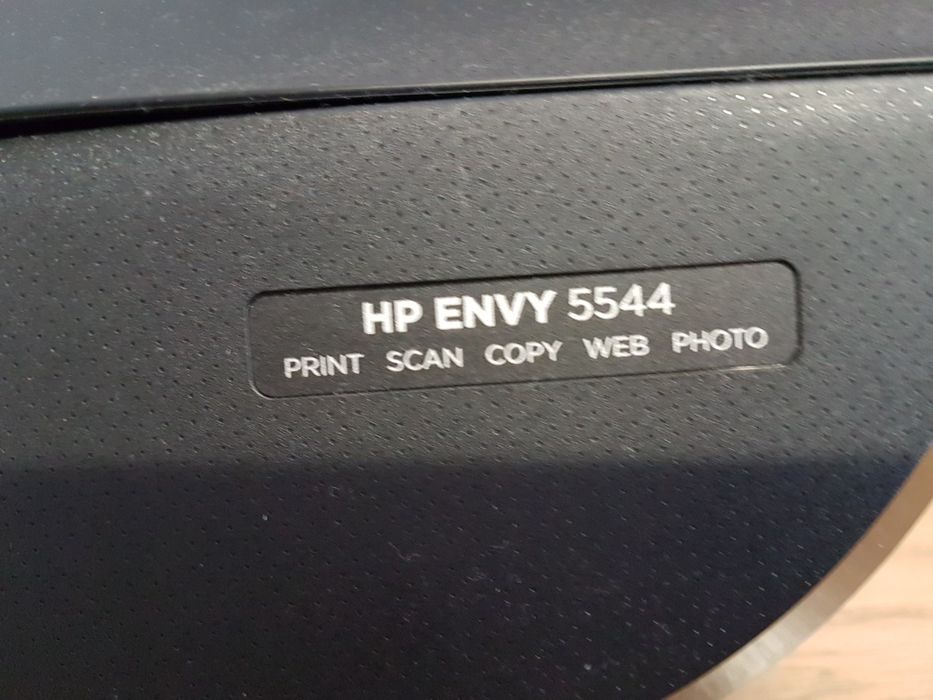 HP ENVY 5544
PRINT SCAN COPY WEB PHOTO